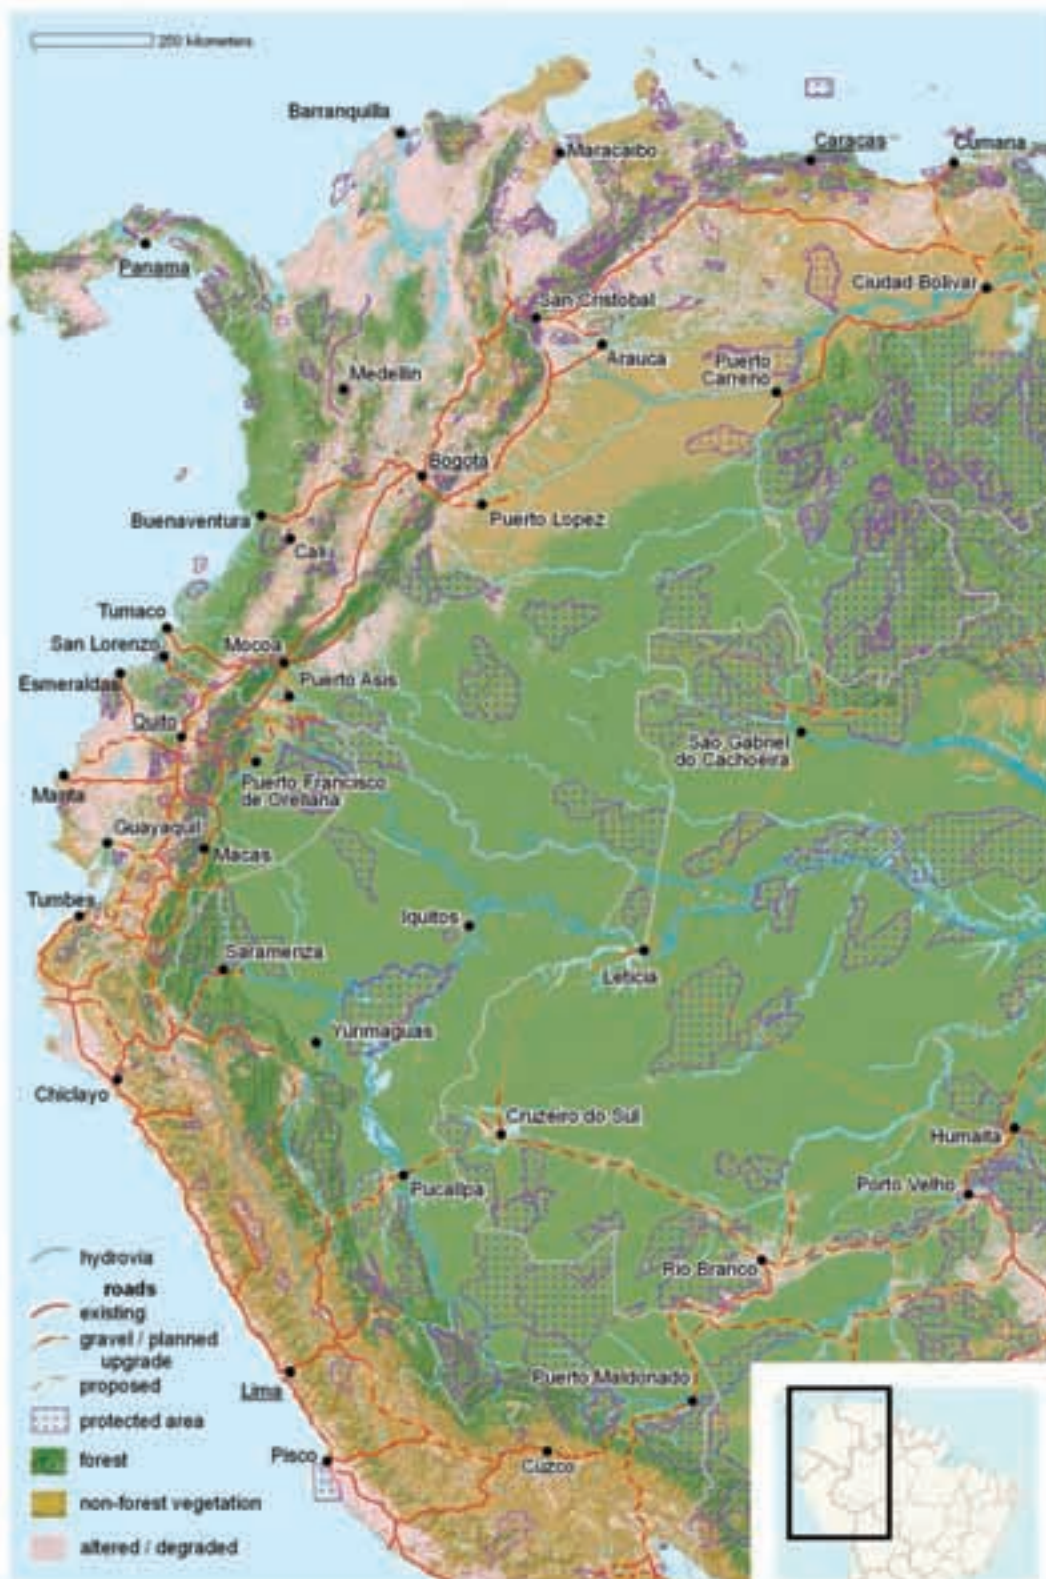 250 kilometers
Barranquilla
Maracaibo
Caracas
Cumana
Panama
Ciudad Bolivar
San Cristobal
Arauca
Puerto
Carreno
Medellin
Bogota
Buenaventura
Puerto Lopez
Cali
Tumaco
San Lorenzo
Mocoa
Esmeraldas
Puerto Asis
Quito
Sao Gabriel
do Cachoeira
Manta
Puerto Francisco
de Orellana
Guayaquil
Macas
Tumbes
Iquitos
Saramenza
Leticia
Yurimaguas
Chiclayo
Cruzeiro do Sul
Humaita
Pucallpa
Porto Velho
Rio Branco
Puerto Maldonado
Lima
Pisco
Cuzco
hydrovia
roads
existing
gravel / planned
upgrade
proposed
protected area
forest
non-forest vegetation
altered / degraded